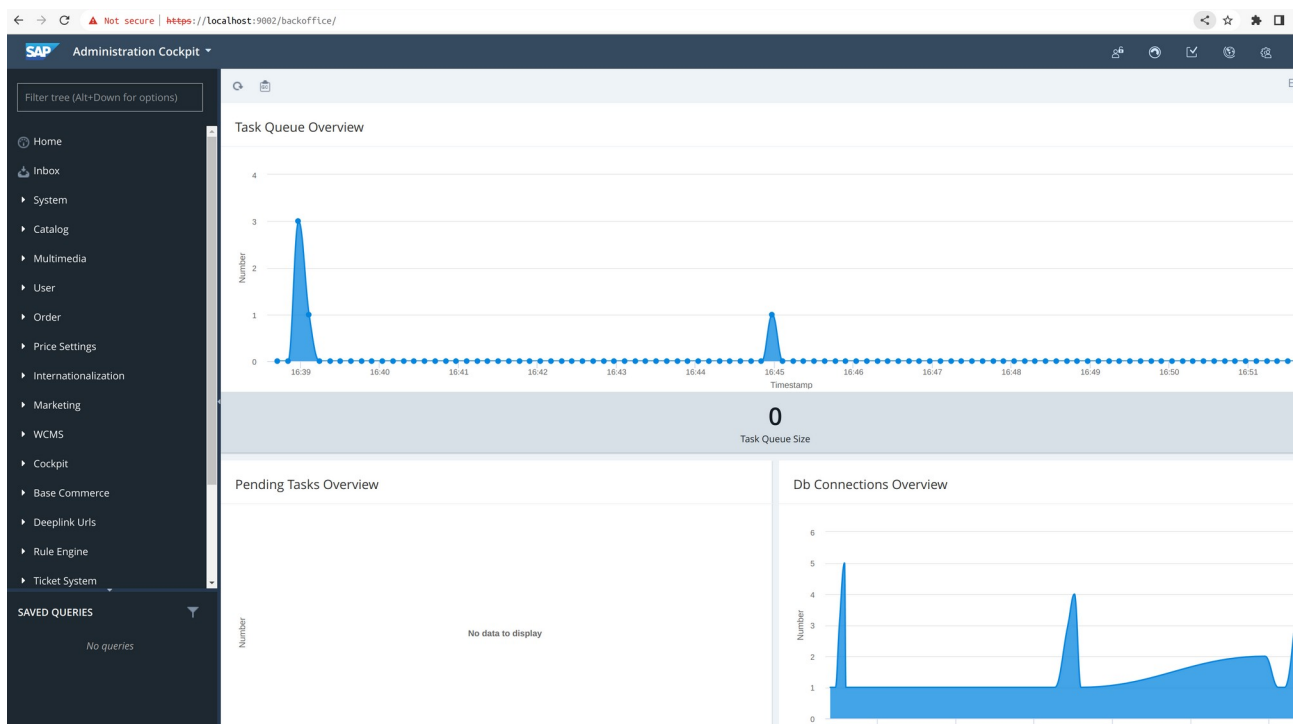 Not secure
https://localhost:9002/backoffice/
SAP
Administration Cockpit
Filter tree (Alt+Down for options)
Home
Inbox
System
Catalog
Multimedia
User
Order
Price Settings
Internationalization
Marketing
WCMS
Cockpit
Base Commerce
Deeplink Urls
Rule Engine
Ticket System
SAVED QUERIES
No queries
E
Task Queue Overview
4
3
2
1
0
Number
16:39 16:40 16:41 16:42 16:43 16:44 16:45 16:46 16:47 16:48 16:49 16:50 16:51
Timestamp
0
Task Queue Size
Pending Tasks Overview
Number
No data to display
Db Connections Overview
6
5
4
3
2
1
0
Number